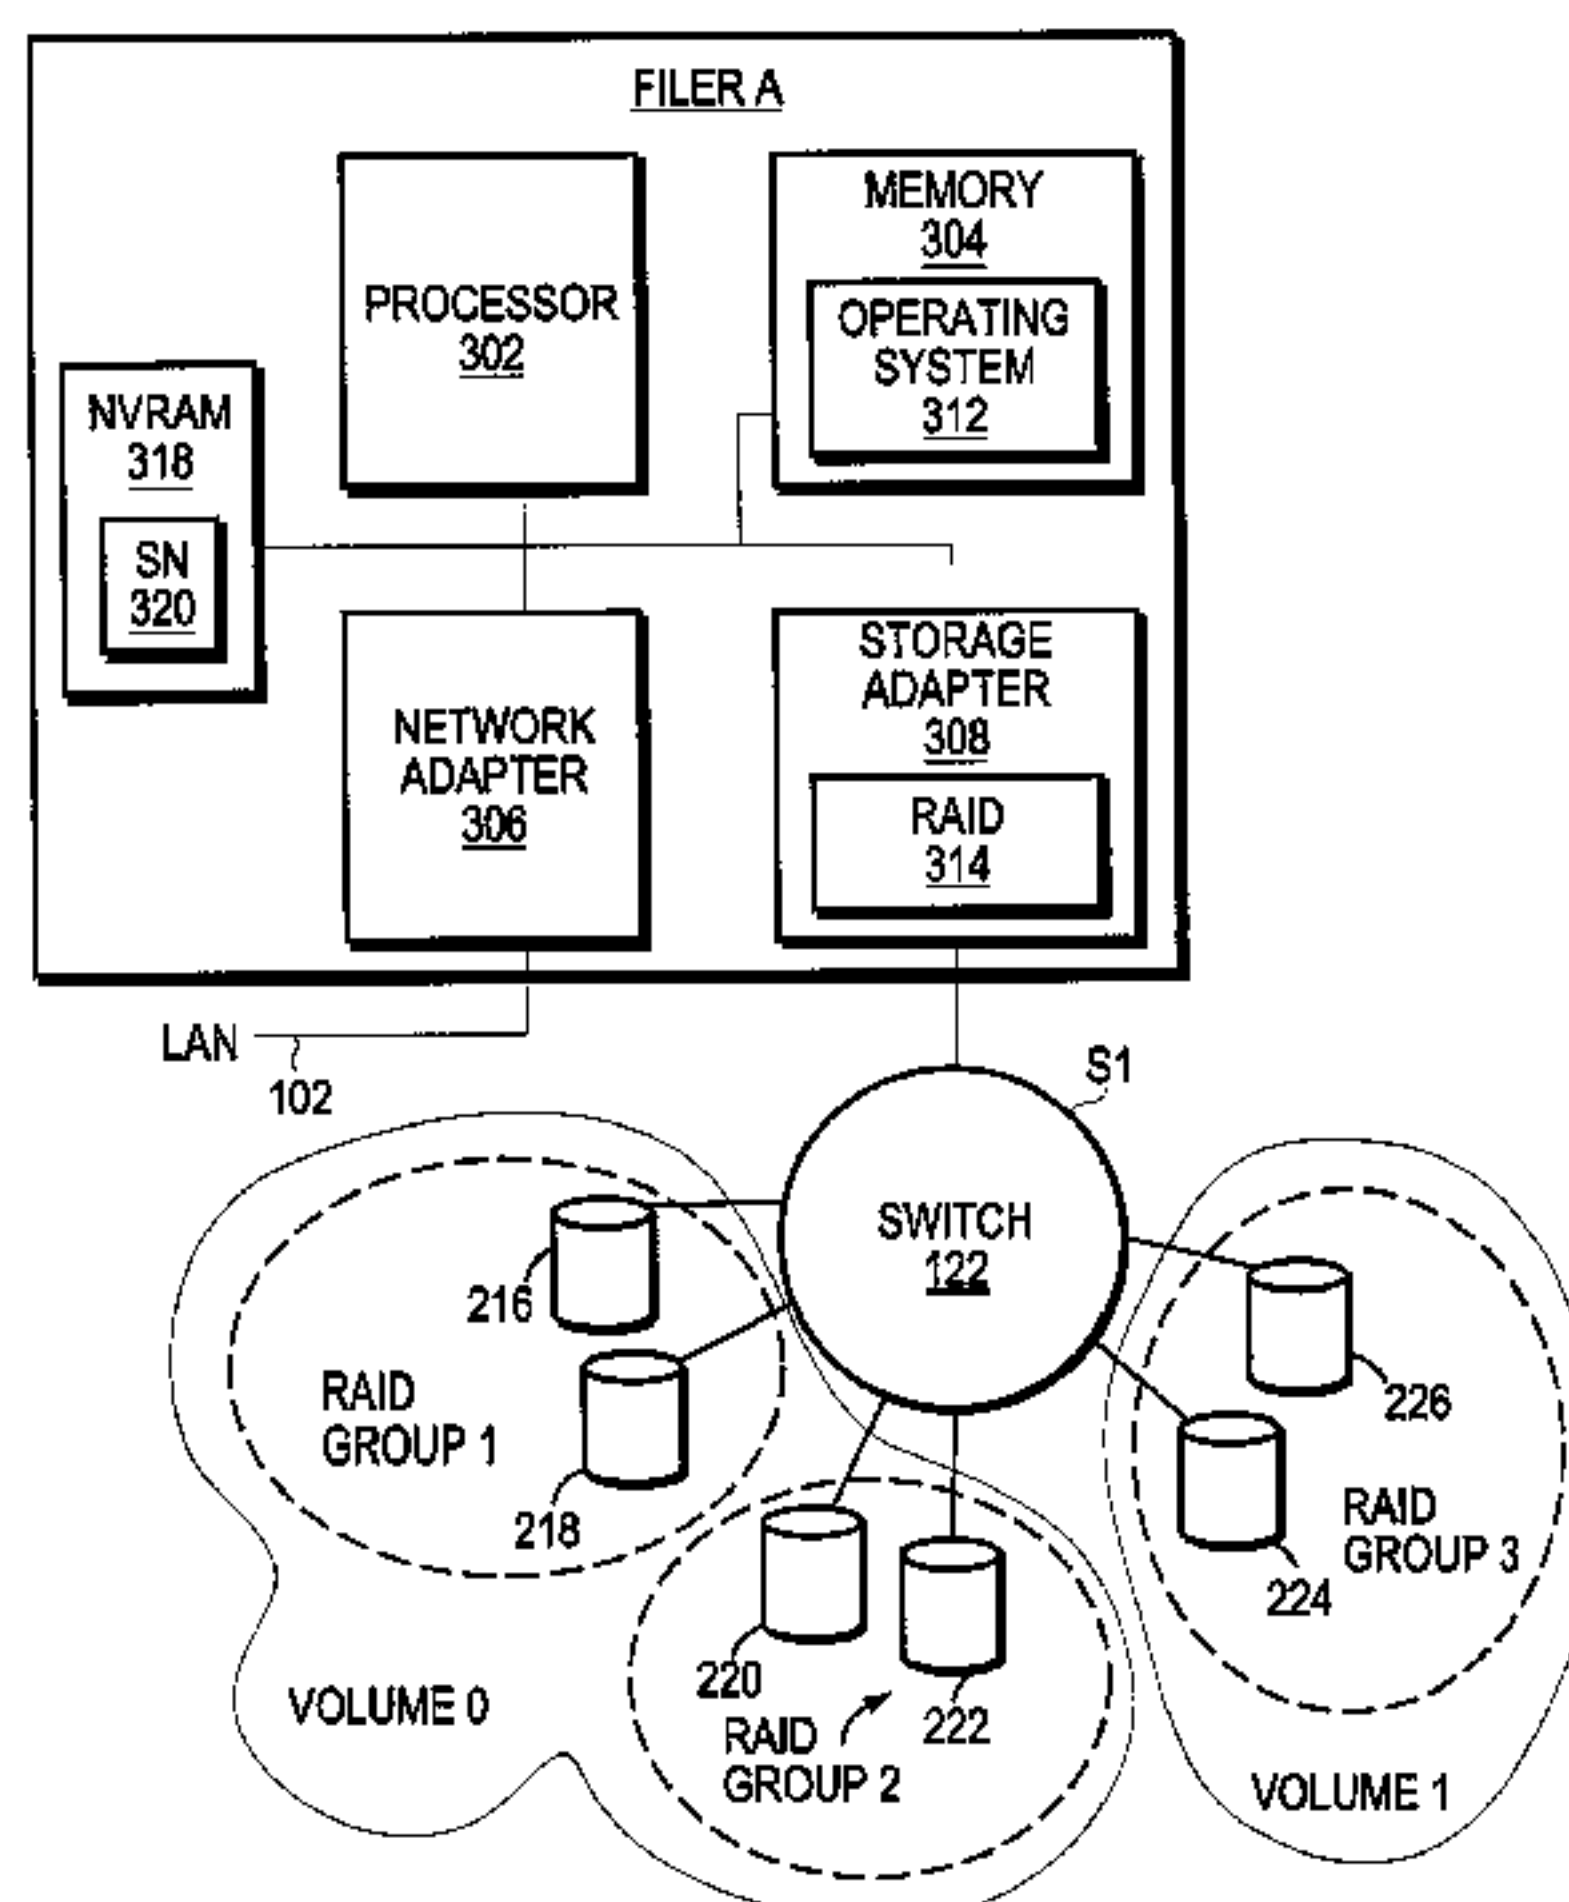 FILER A
PROCESSOR
302
MEMORY
304
OPERATING
SYSTEM
312
NVRAM
318
SN
320
NETWORK
ADAPTER
306
STORAGE
ADAPTER
308
RAID
314
LAN
102
S1
SWITCH
122
216
218
RAID
GROUP 1
226
224
RAID
GROUP 3
220
222
RAID
GROUP 2
VOLUME 0
VOLUME 1